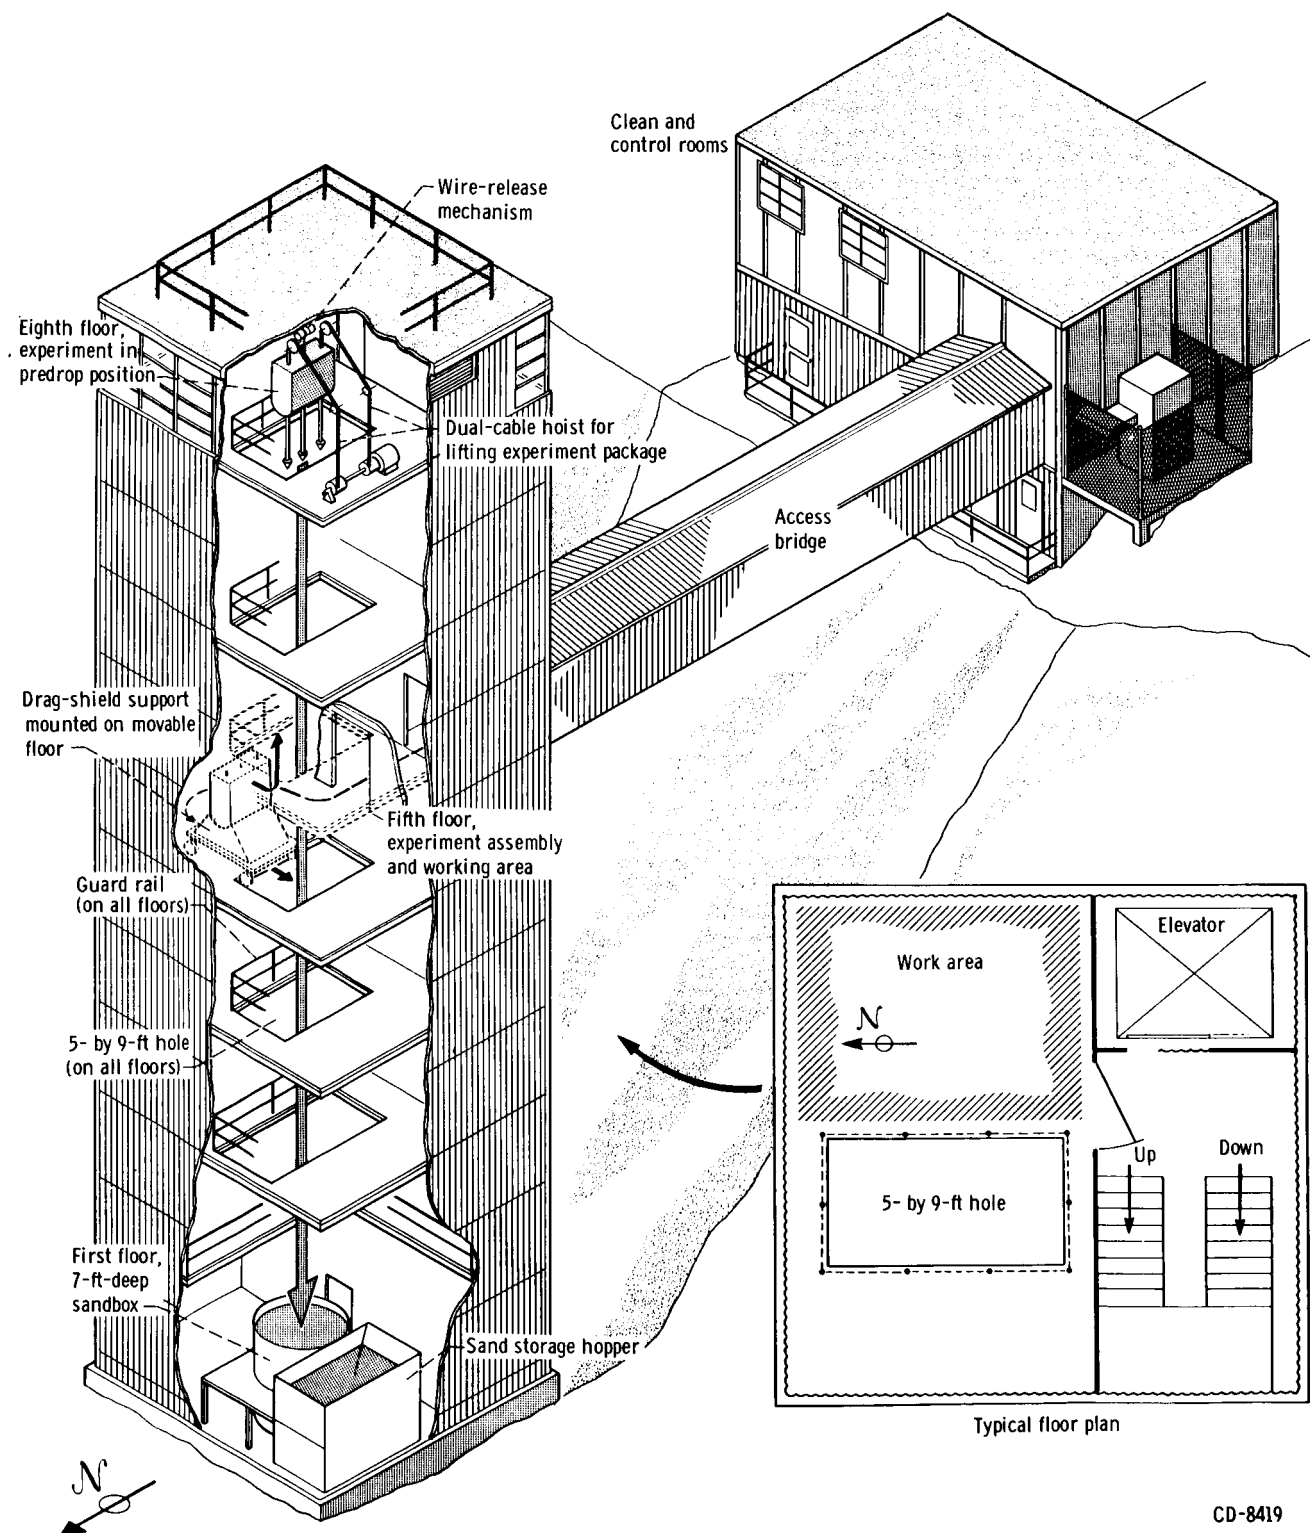 Clean and
control rooms
Wire-release
mechanism
Eighth floor,
experiment in
predrop position
Dual-cable hoist for
lifting experiment package
Access
bridge
Drag-shield support
mounted on movable
floor
Fifth floor,
experiment assembly
and working area
Guard rail
(on all floors)
5- by 9-ft hole
(on all floors)
First floor,
7-ft-deep
sandbox
Sand storage hopper
N
Elevator
Work area
N
Up
Down
5- by 9-ft hole
Typical floor plan
CD-8419